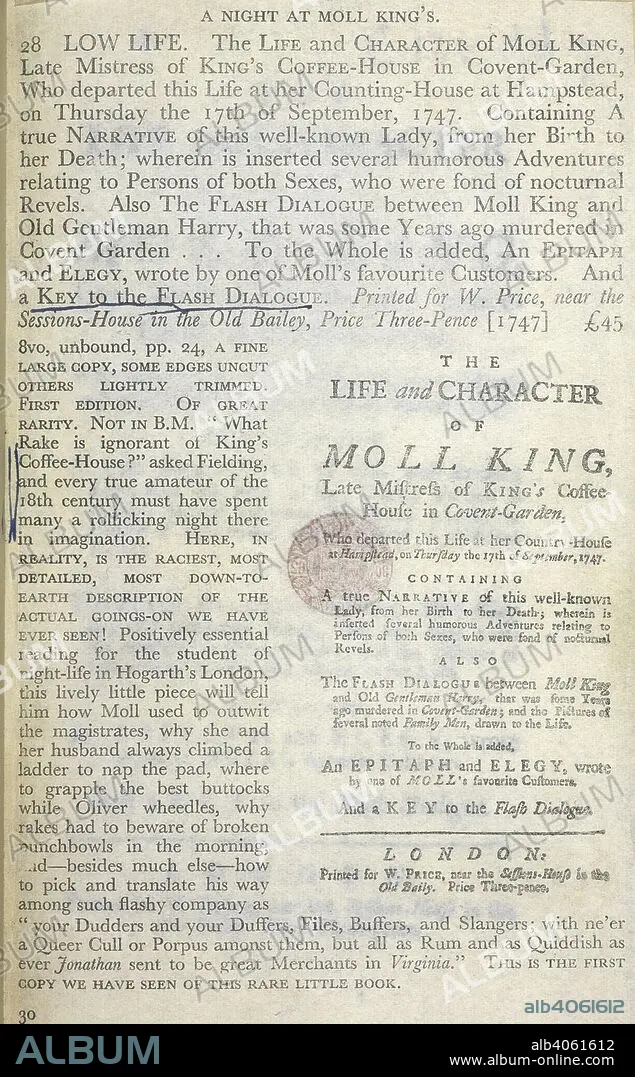 A NIGHT AT MOLL KING'S.
28 LOW LIFE. The LIFE and CHARACTER of MOLL KING,
Late Mistress of KING'S COFFEE-HOUSE in Covent-Garden,
Who departed this Life at her Counting-House at Hampstead,
on Thursday the 17th of September, 1747. Containing A
true NARRATIVE of this well-known Lady, from her Birth to
her Death; wherein is inserted several humorous Adventures
relating to Persons of both Sexes, who were fond of nocturnal
Revels. Also The FLASH DIALOGUE between Moll King and
Old Gentleman Harry, that was some Years ago murdered in
Covent Garden . . . To the Whole is added, An EPITAPH
and ELEGY, wrote by one of Moll's favourite Customers. And
a KEY to the FLASH DIALOGUE. Printed for W. Price, near the
Sessions-House in the Old Bailey, Price Three-Pence [1747] £45
8vo, unbound, pp. 24, A FINE
LARGE COPY, SOME EDGES UNCUT
OTHERS LIGHTLY TRIMMED.
FIRST EDITION. OF GREAT
RARITY. NOT IN B.M. "What
Rake is ignorant of King's
Coffee-House?" asked Fielding,
and every true amateur of the
18th century must have spent
many a rollicking night there
in imagination. HERE, IN
REALITY, IS THE RACIEST, MOST
DETAILED, MOST DOWN-TO-
EARTH DESCRIPTION OF THE
ACTUAL GOINGS-ON WE HAVE
EVER SEEN! Positively essential
reading for the student of
night-life in Hogarth's London,
this lively little piece will tell
him how Moll used to outwit
the magistrates, why she and
her husband always climbed a
ladder to nap the pad, where
to grapple the best buttocks
while Oliver wheedles, why
rakes had to beware of broken
punchbowls in the morning,
and—besides much else—how
to pick and translate his way
among such flashy company as
"your Dudders and your Duffers, Files, Buffers, and Slangers; with ne'er
a Queer Cull or Porpus amongst them, but all as Rum and as Quiddish as
ever Jonathan sent to be great Merchants in Virginia." THIS IS THE FIRST
COPY WE HAVE SEEN OF THIS RARE LITTLE BOOK.
30
THE
LIFE and CHARACTER
OF
MOLL KING,
Late Miſtreſs of KING'S Coffee-
Houſe in Covent-Garden,
Who departed this Life at her Country-Houſe
at Hampſtead, on Thurſday the 17th of September, 1747.
CONTAINING
A true NARRATIVE of this well-known
Lady, from her Birth to her Death; wherein is
inſerted ſeveral humorous Adventures relating to
Perſons of both Sexes, who were fond of nocturnal
Revels.
ALSO
The FLASH DIALOGUE between Moll King
and Old Gentleman Harry, that was ſome Years
ago murdered in Covent-Garden; and the Pictures of
ſeveral noted Family Men, drawn to the Life.
To the Whole is added,
An EPITAPH and ELEGY, wrote
by one of MOLL's favourite Cuſtomers.
And a KEY to the Flaſh Dialogue.
LONDON:
Printed for W. PRICE, near the Seſſions-Houſe in the
Old Baily. Price Three-pence.
alb4061612
ALBUM
alb4061612
www.album-online.com